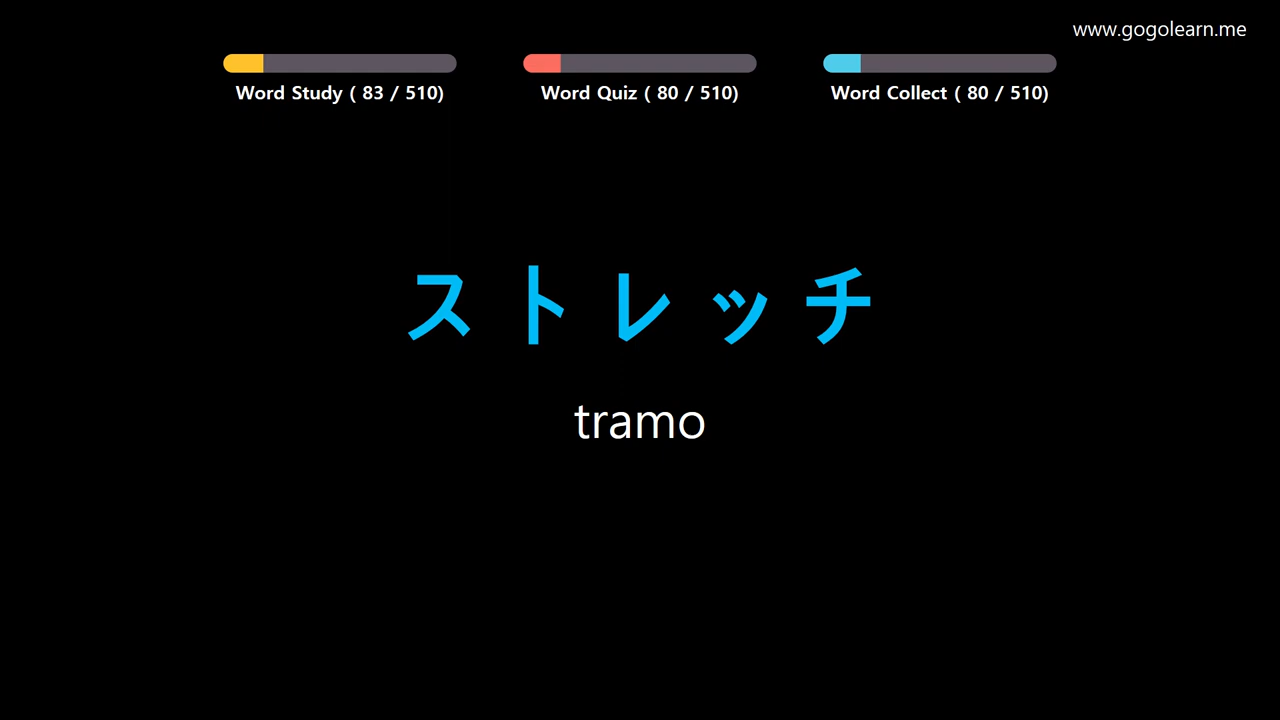 www.gogolearn.me
Word Study ( 83 / 510)
Word Quiz ( 80 / 510)
Word Collect ( 80 / 510)
ストレッチ
tramo